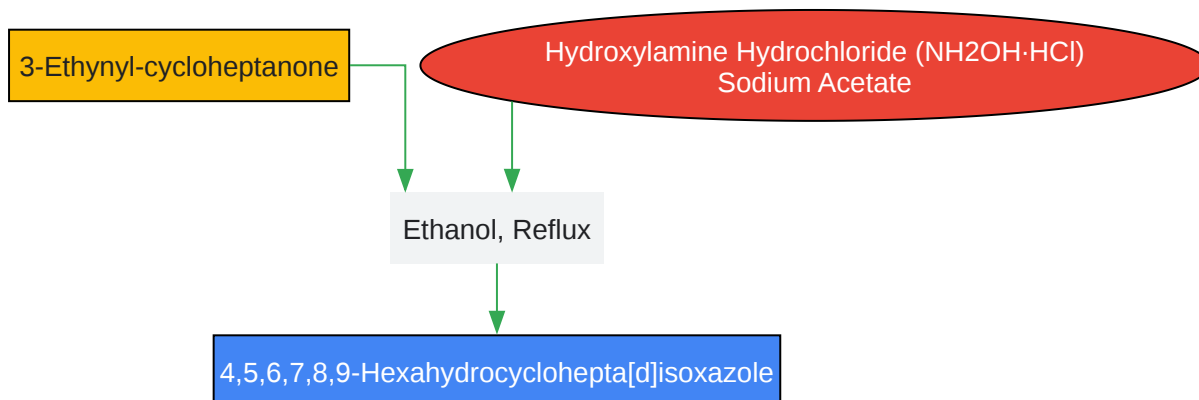 3-Ethynyl-cycloheptanone
Hydroxylamine Hydrochloride (NH2OH·HCl)
Sodium Acetate
Ethanol, Reflux
4,5,6,7,8,9-Hexahydrocyclohepta[d]isoxazole